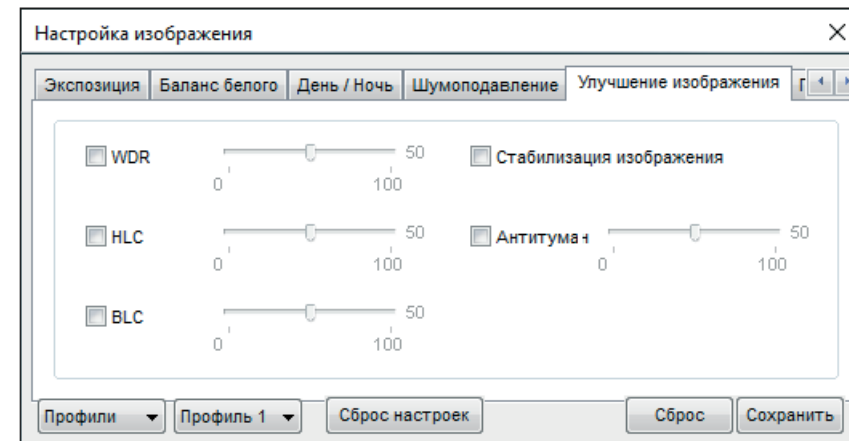 Настройка изображения
Экспозиция Баланс белого День / Ночь Шумоподавление Улучшение изображения
WDR 50 Стабилизация изображения
0 100
HLC 50 Антитуман 50
0 100 0 100
BLC 50
0 100
Профили Профиль 1 Сброс настроек Сброс Сохранить